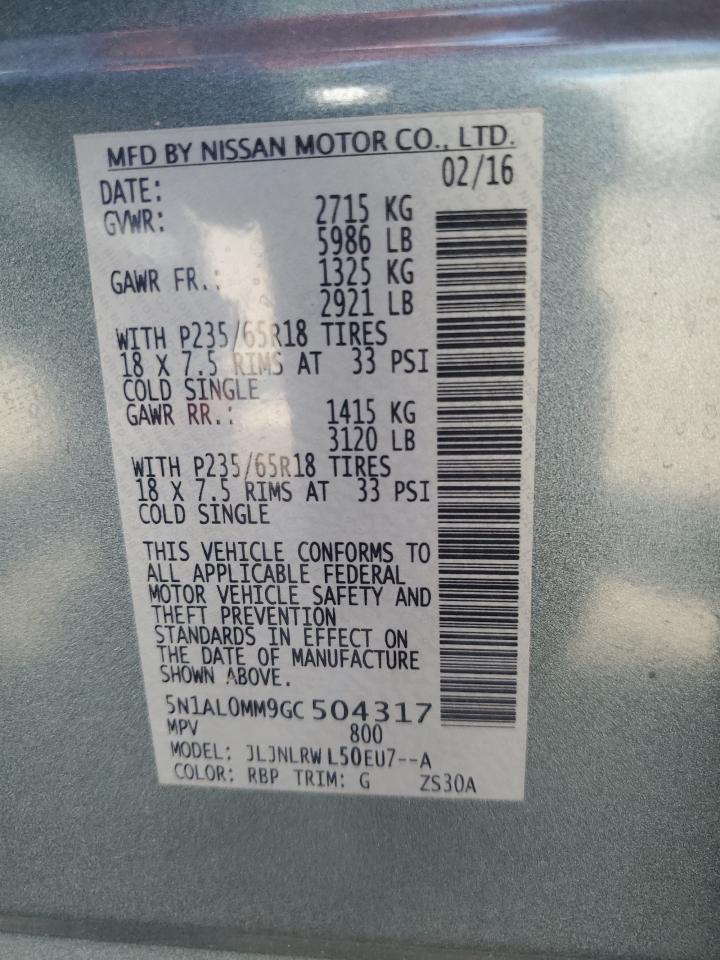 MFD BY NISSAN MOTOR CO., LTD.
DATE: 02/16
GVWR: 2715 KG
5986 LB
GAWR FR.: 1325 KG
2921 LB
WITH P235/65R18 TIRES
18 X 7.5 RIMS AT 33 PSI
COLD SINGLE
GAWR RR.: 1415 KG
3120 LB
WITH P235/65R18 TIRES
18 X 7.5 RIMS AT 33 PSI
COLD SINGLE
THIS VEHICLE CONFORMS TO
ALL APPLICABLE FEDERAL
MOTOR VEHICLE SAFETY AND
THEFT PREVENTION
STANDARDS IN EFFECT ON
THE DATE OF MANUFACTURE
SHOWN ABOVE.
5N1AL0MM9GC504317
MPV 800
MODEL: JLJNLRWL50EU7--A
COLOR: RBP TRIM: G ZS30A